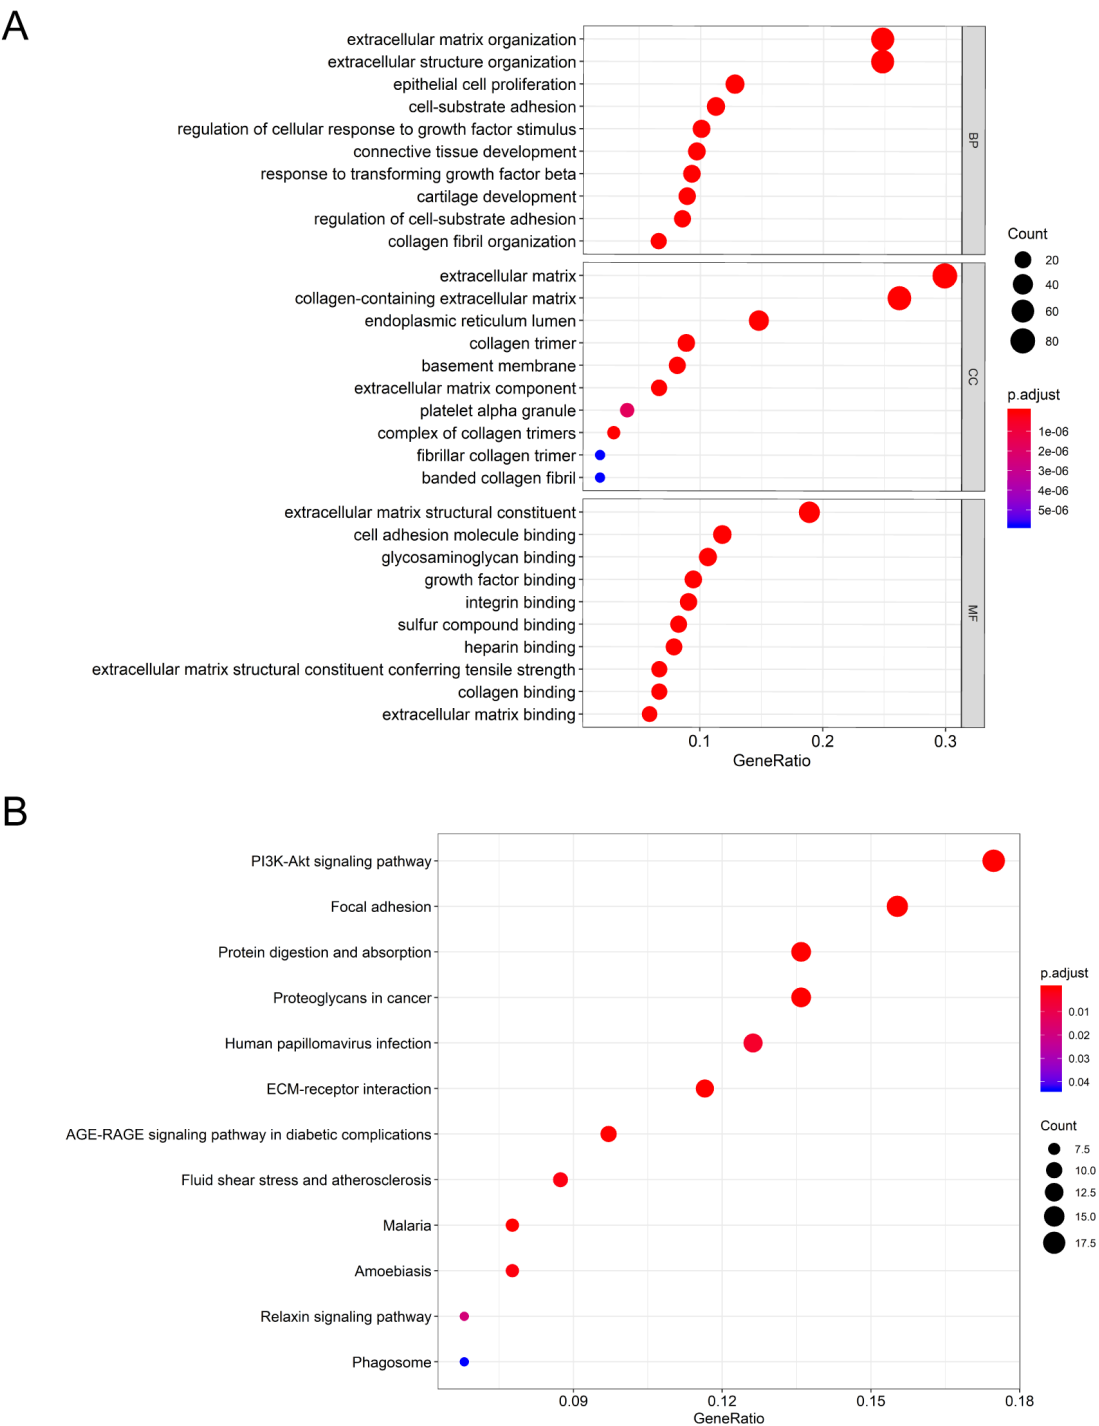 A
extracellular matrix organization
extracellular structure organization
epithelial cell proliferation
cell-substrate adhesion
regulation of cellular response to growth factor stimulus
connective tissue development
response to transforming growth factor beta
cartilage development
regulation of cell-substrate adhesion
collagen fibril organization
BP
extracellular matrix
collagen-containing extracellular matrix
endoplasmic reticulum lumen
collagen trimer
basement membrane
extracellular matrix component
platelet alpha granule
complex of collagen trimers
fibrillar collagen trimer
banded collagen fibril
CC
extracellular matrix structural constituent
cell adhesion molecule binding
glycosaminoglycan binding
growth factor binding
integrin binding
sulfur compound binding
heparin binding
extracellular matrix structural constituent conferring tensile strength
collagen binding
extracellular matrix binding
MF
0.1 0.2 0.3
GeneRatio
Count
20
40
60
80
p.adjust
1e-06
2e-06
3e-06
4e-06
5e-06
B
PI3K-Akt signaling pathway
Focal adhesion
Protein digestion and absorption
Proteoglycans in cancer
Human papillomavirus infection
ECM-receptor interaction
AGE-RAGE signaling pathway in diabetic complications
Fluid shear stress and atherosclerosis
Malaria
Amoebiasis
Relaxin signaling pathway
Phagosome
0.09 0.12 0.15 0.18
GeneRatio
p.adjust
0.01
0.02
0.03
0.04
Count
7.5
10.0
12.5
15.0
17.5